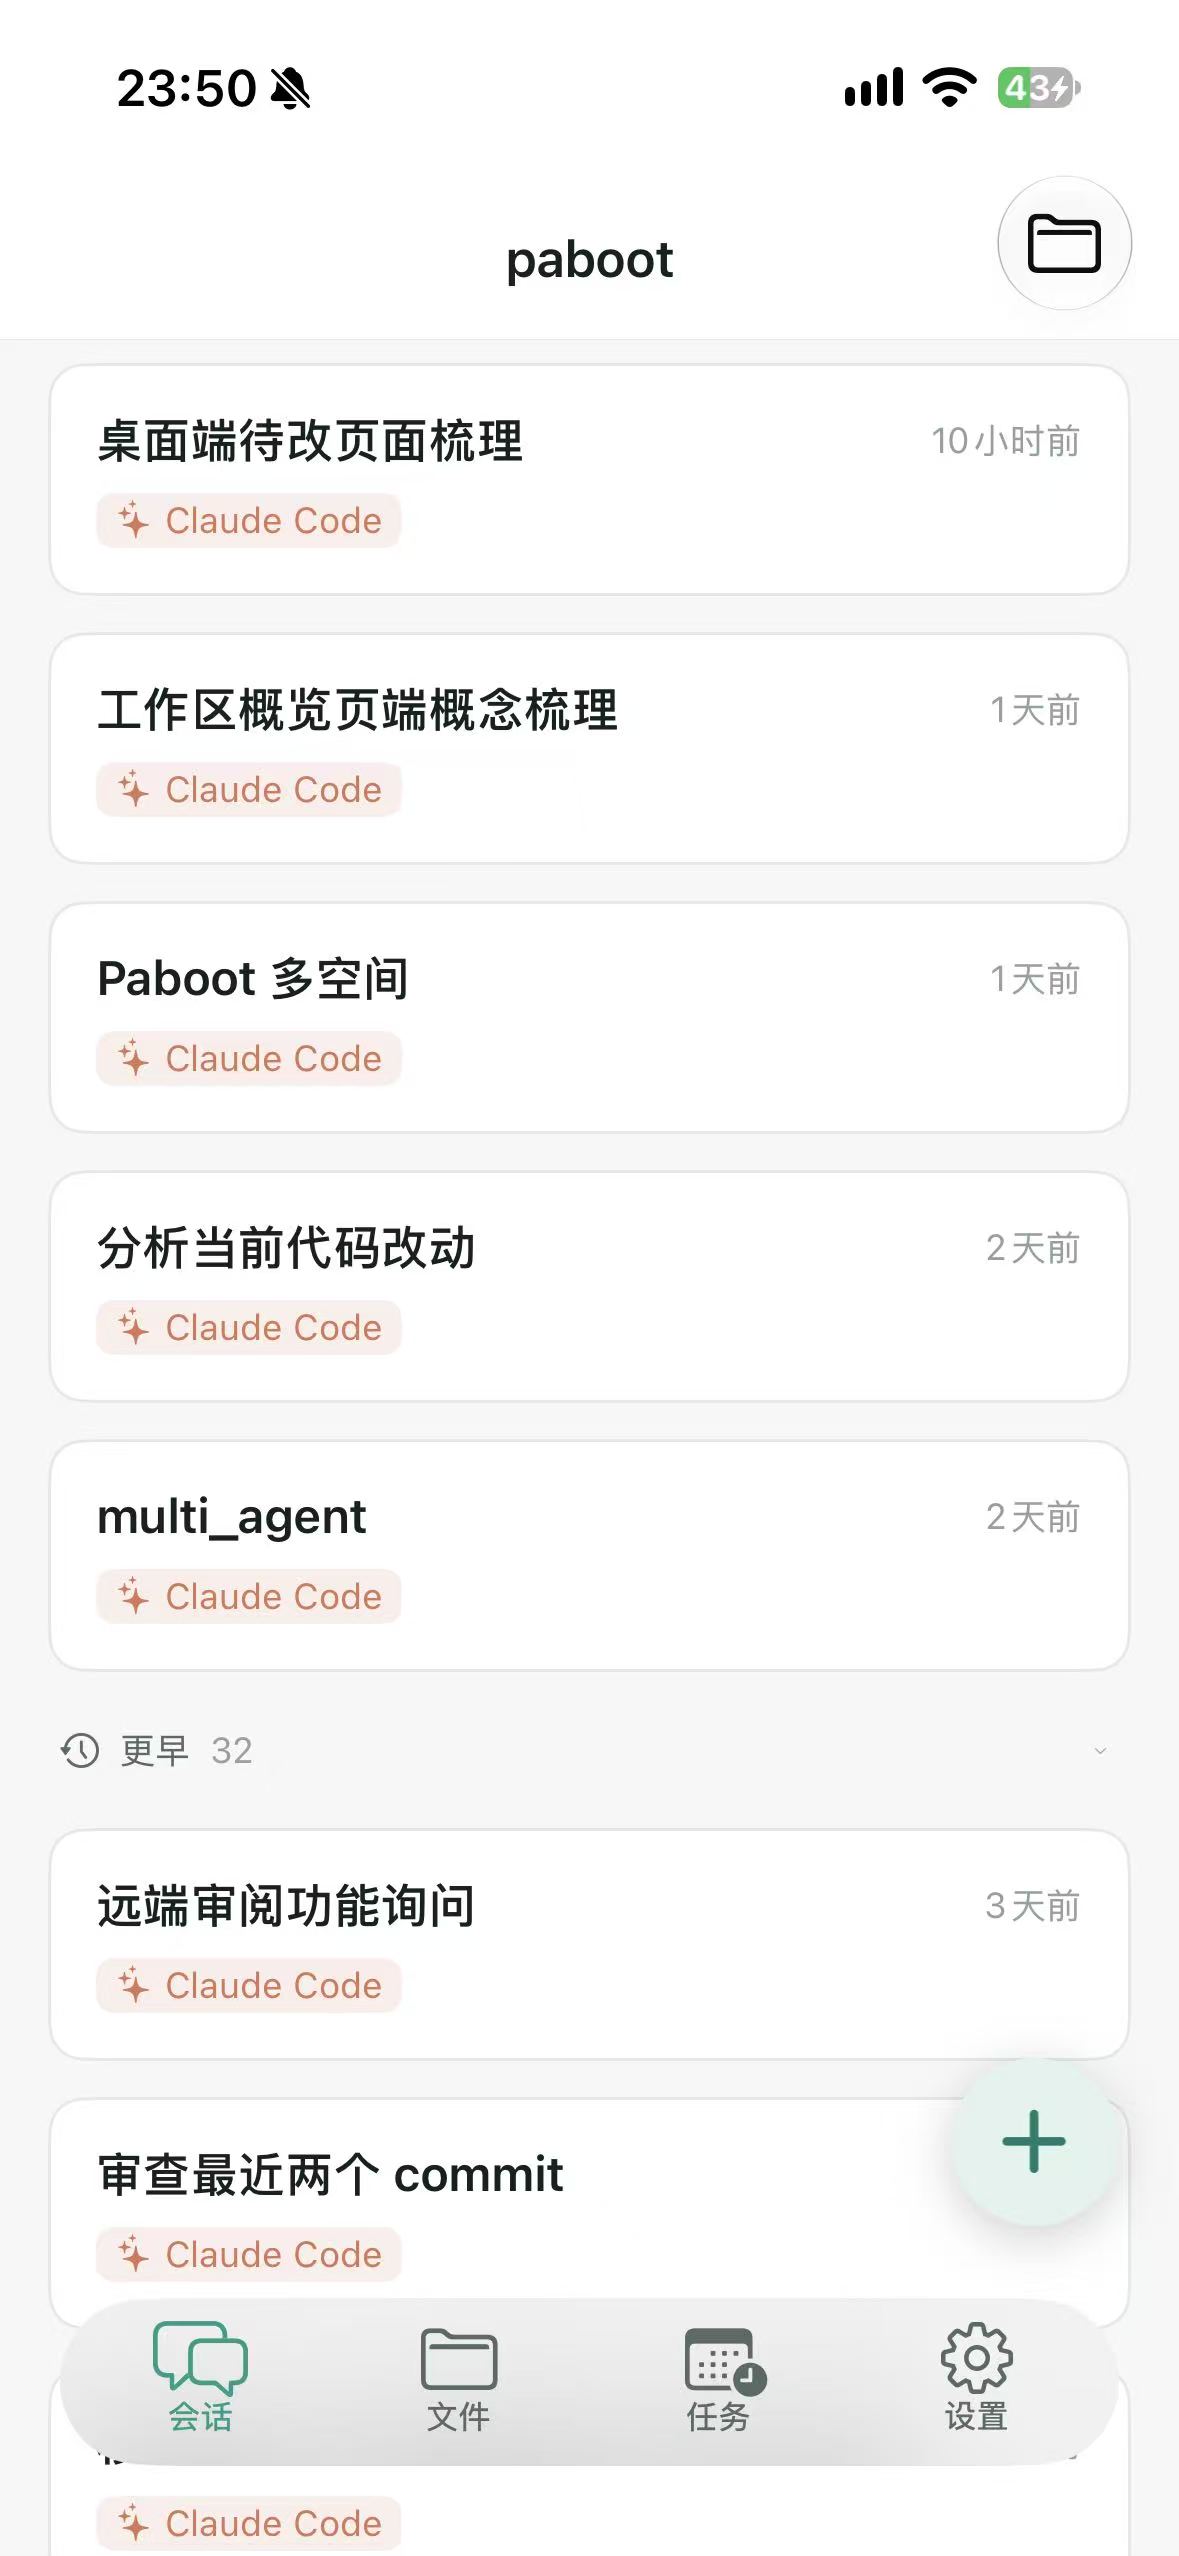 23:50
43
paboot
桌面端待改页面梳理
10小时前
Claude Code
工作区概览页端概念梳理
1天前
Claude Code
Paboot 多空间
1天前
Claude Code
分析当前代码改动
2天前
Claude Code
multi_agent
2天前
Claude Code
更早 32
远端审阅功能询问
3天前
Claude Code
审查最近两个 commit
Claude Code
会话
文件
任务
设置
Claude Code